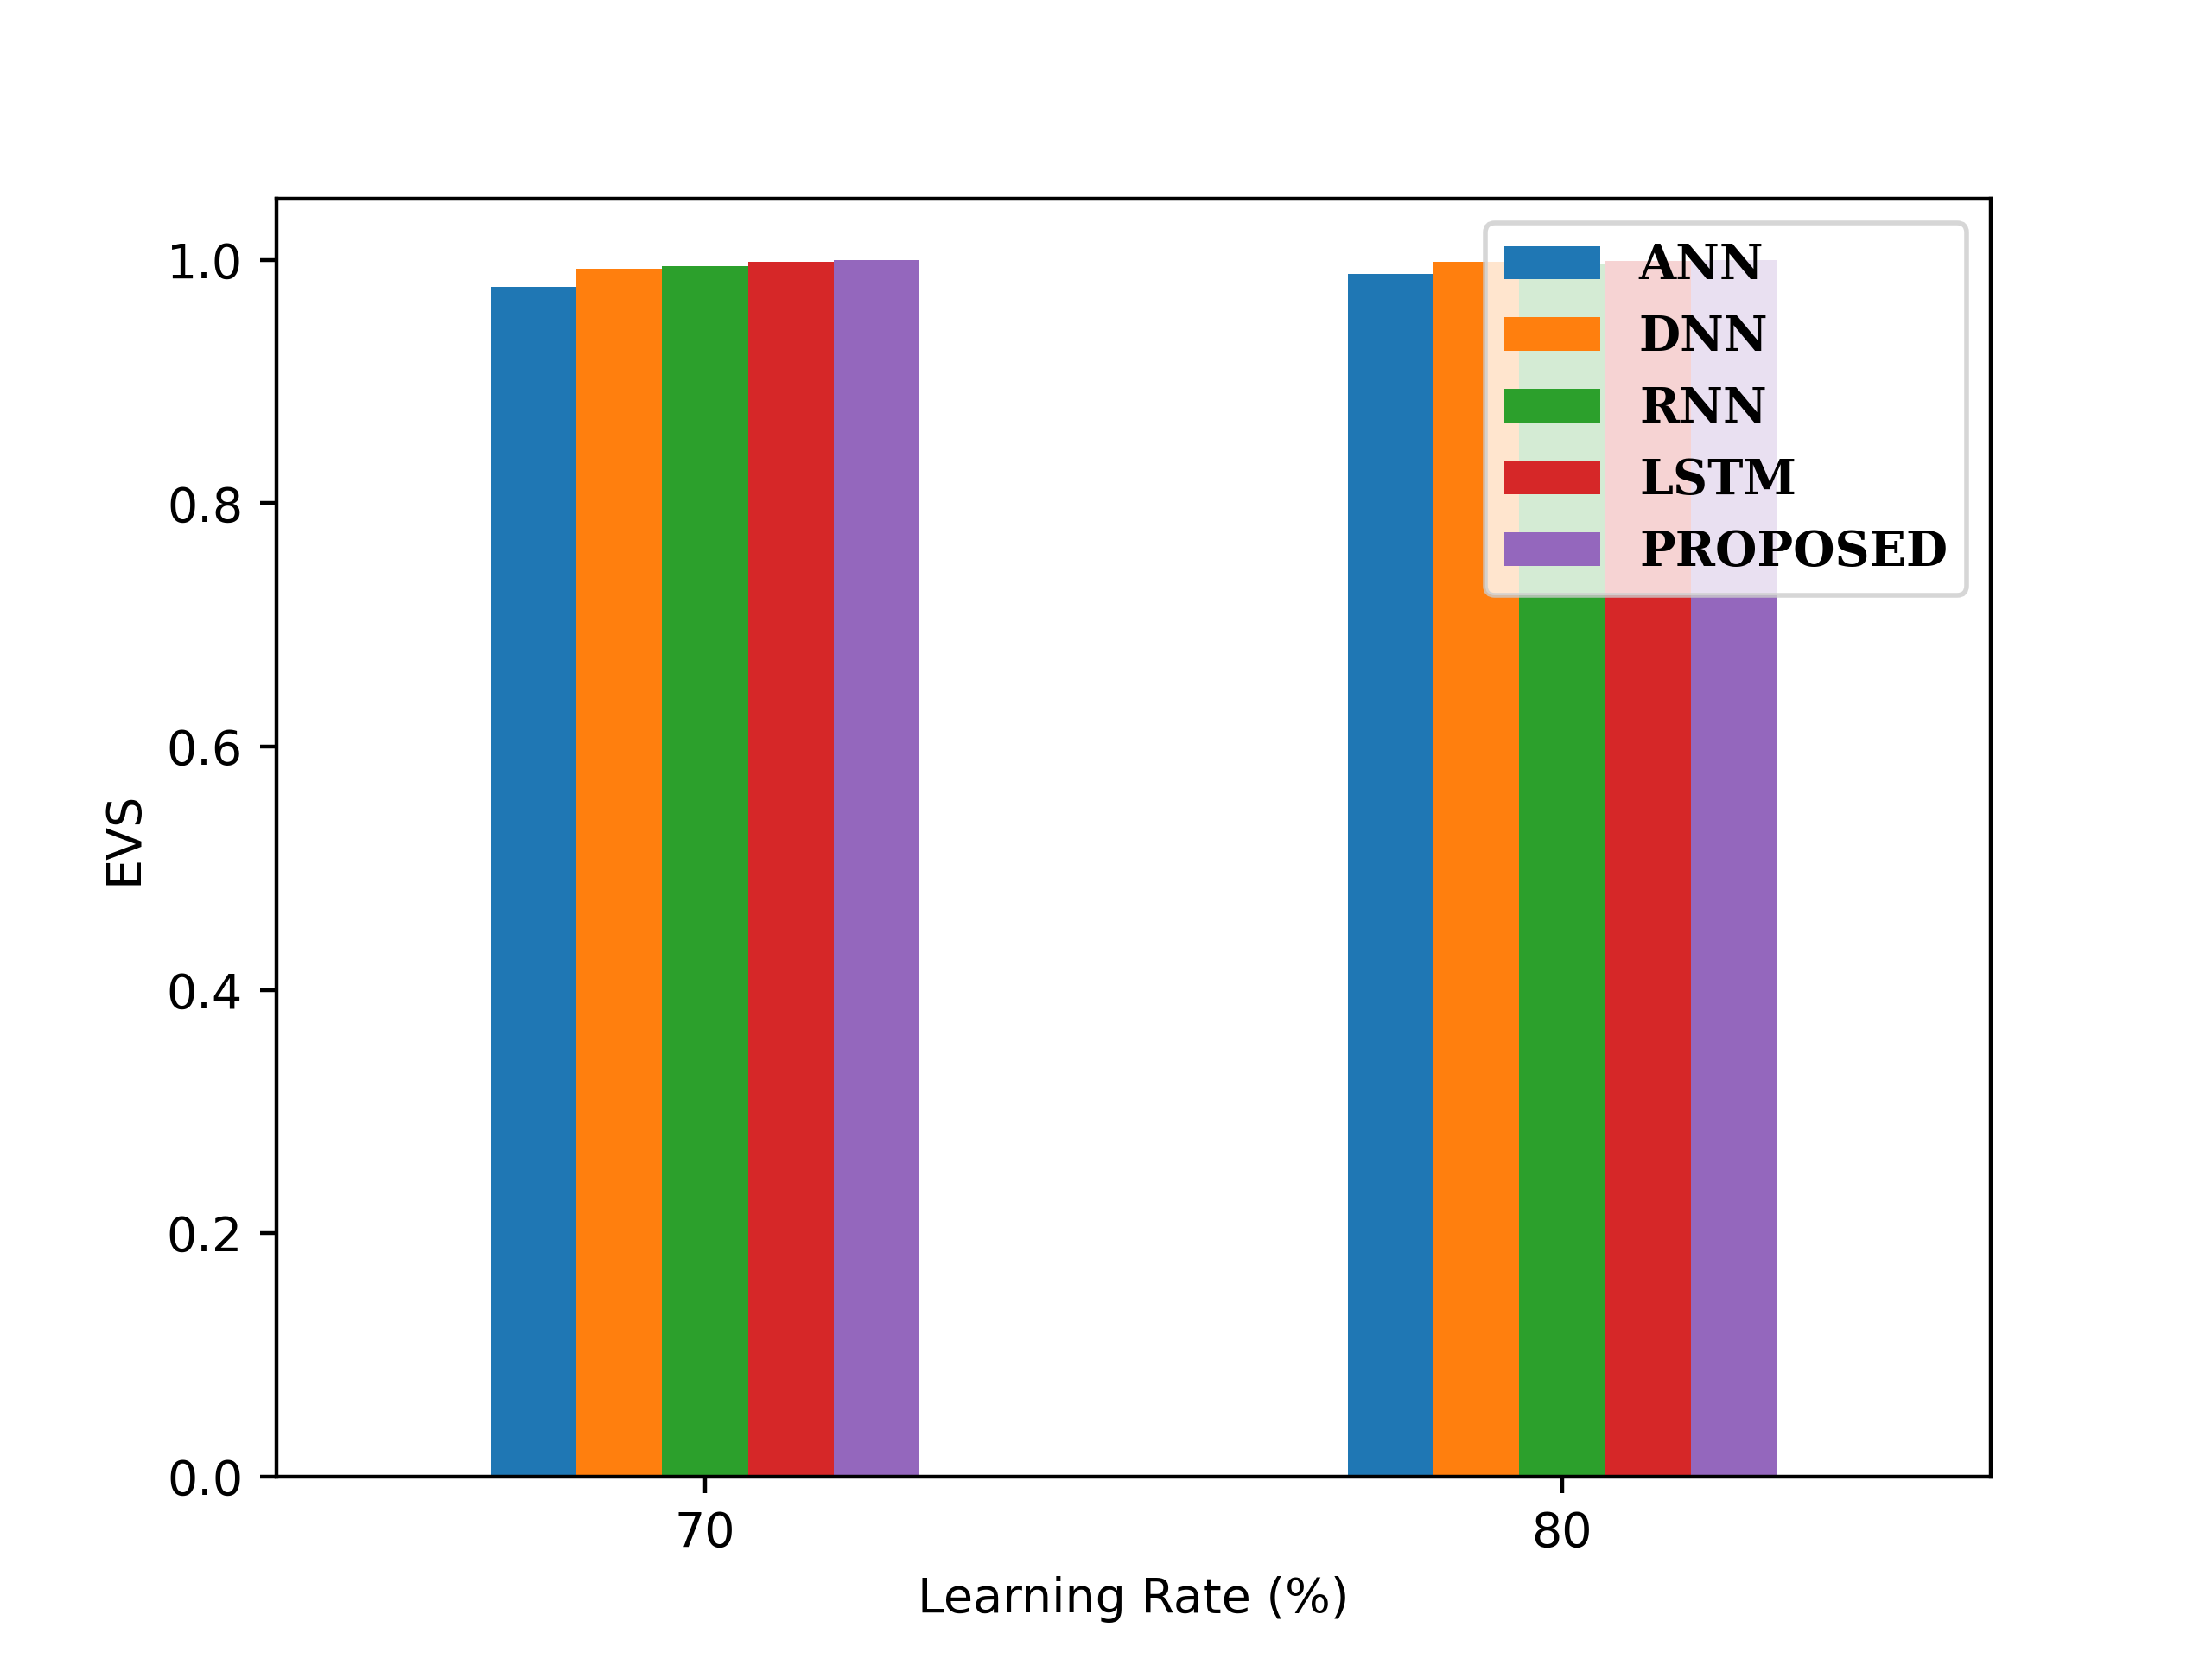 ANN
DNN
RNN
LSTM
PROPOSED
1.0
0.8
0.6
0.4
0.2
0.0
EVS
70
80
Learning Rate (%)